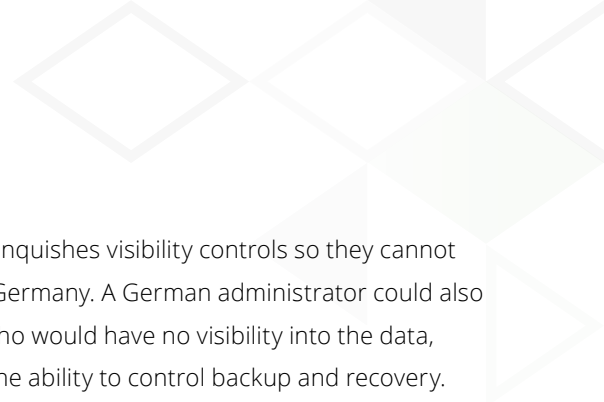 nquishes visibility controls so they cannot
Germany. A German administrator could also
ho would have no visibility into the data,
he ability to control backup and recovery.